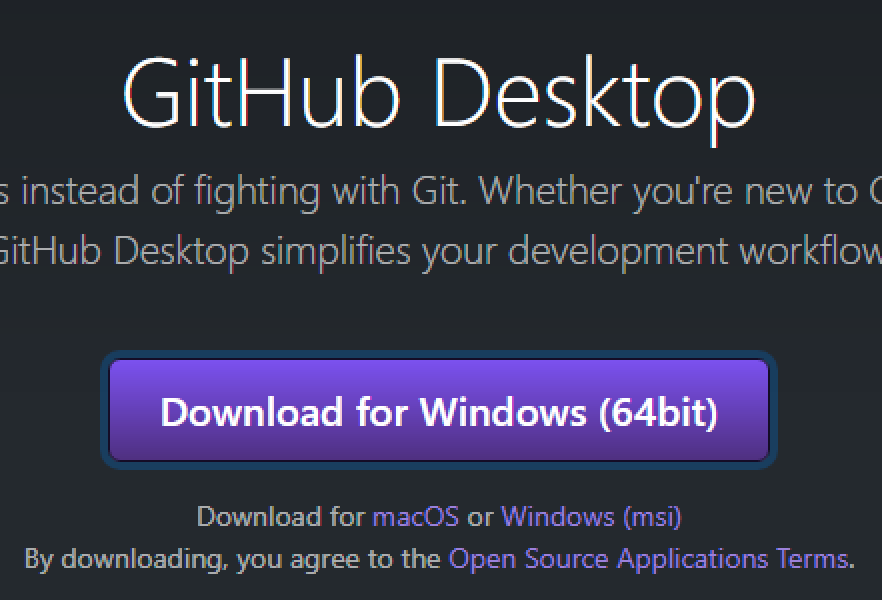 GitHub Desktop
s instead of fighting with Git. Whether you're new to
GitHub Desktop simplifies your development workflow
Download for Windows (64bit)
Download for macOS or Windows (msi)
By downloading, you agree to the Open Source Applications Terms.